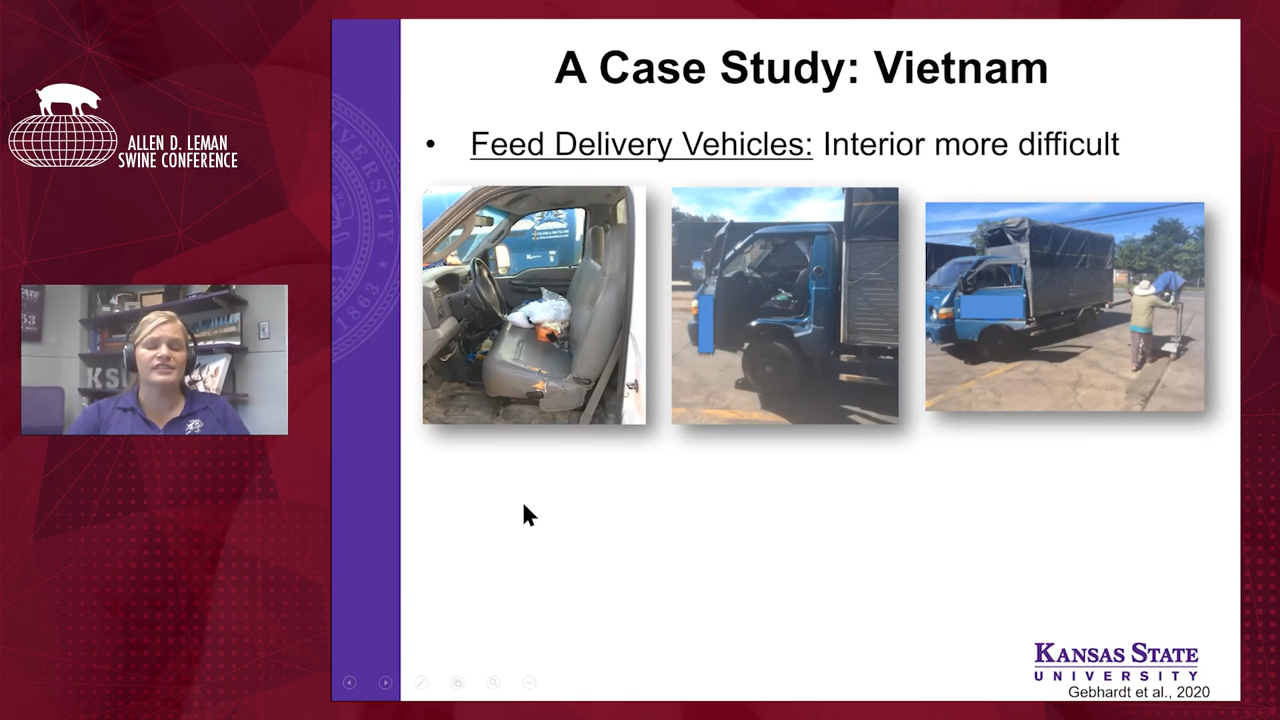 ALLEN D. LEMAN
SWINE CONFERENCE
A Case Study: Vietnam
• Feed Delivery Vehicles: Interior more difficult
KSU
1863
KANSAS STATE
UNIVERSITY
Gebhardt et al., 2020